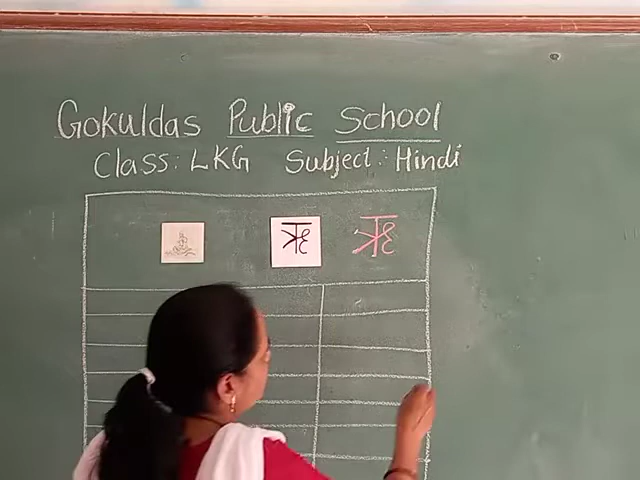 Gokuldas Public School
Class: LKG Subject: Hindi
ऋ ऋ